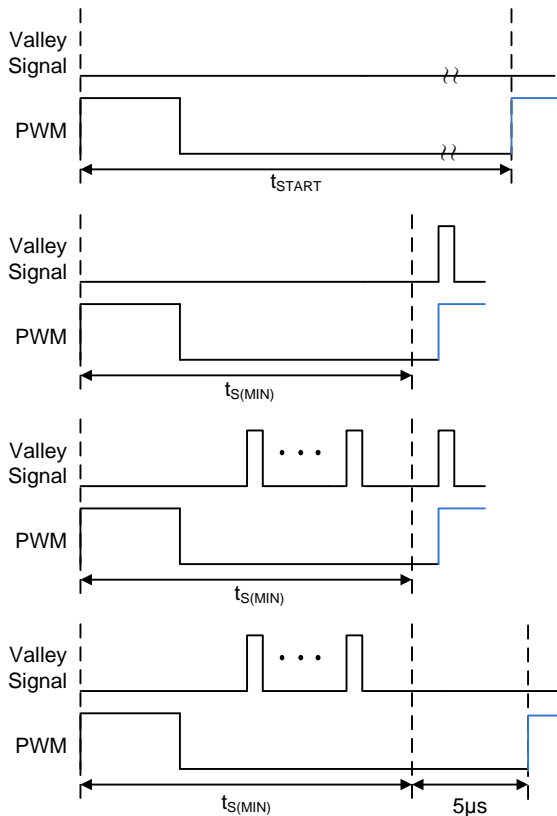 Valley
Signal
PWM
tSTART
Valley
Signal
PWM
tS(MIN)
Valley
Signal
PWM
tS(MIN)
Valley
Signal
PWM
tS(MIN)
5µs